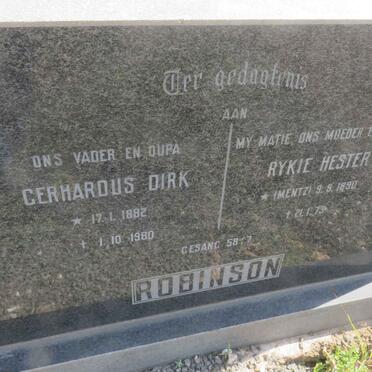 Ter gedagtenis
AAN
ONS VADER EN OUPA
GERHARDUS DIRK
* 17.1.1882
+ 1.10.1980
MY MATIE, ONS MOEDER
RYKIE HESTER
* (MENTZ) 9.9.1890
GESANG 58:
ROBINSON